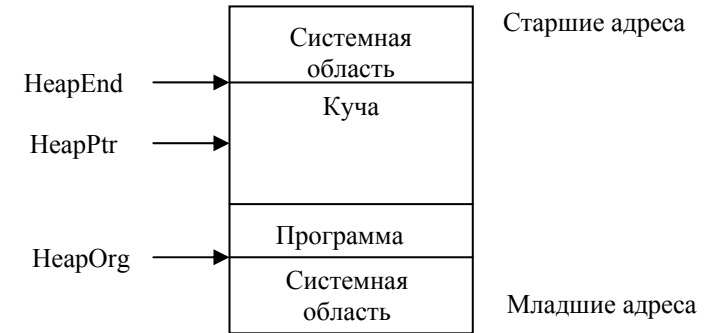 Старшие адреса
Системная
область
HeapEnd
Куча
HeapPtr
Программа
HeapOrg
Системная
область
Младшие адреса